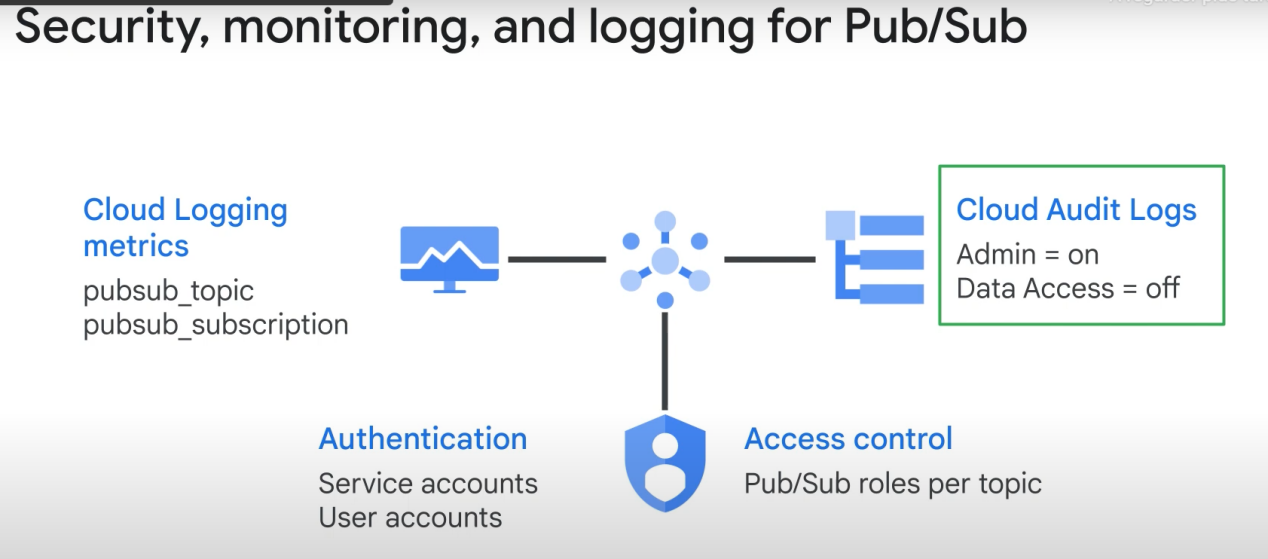 Security, monitoring, and logging for Pub/Sub
Cloud Logging
metrics
pubsub_topic
pubsub_subscription
Cloud Audit Logs
Admin = on
Data Access = off
Authentication
Service accounts
User accounts
Access control
Pub/Sub roles per topic